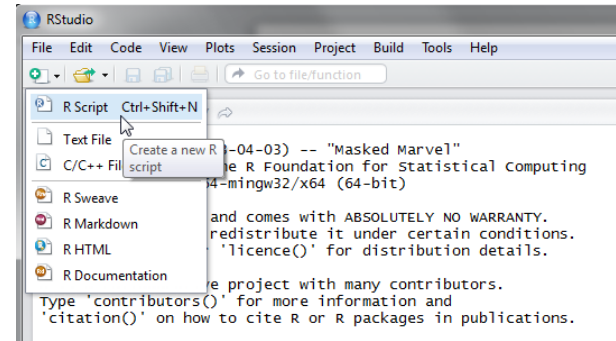 RStudio
File Edit Code View Plots Session Project Build Tools Help
Go to file/function
R Script Ctrl+Shift+N
Text File
C/C++ Fil
R Sweave
R Markdown
R HTML
R Documentation
Create a new R
script
-04-03) -- "Masked Marvel"
e R Foundation for Statistical Computing
4-mingw32/x64 (64-bit)
and comes with ABSOLUTELY NO WARRANTY.
redistribute it under certain conditions.
'licence()' for distribution details.
ve project with many contributors.
Type 'contributors()' for more information and
'citation()' on how to cite R or R packages in publications.